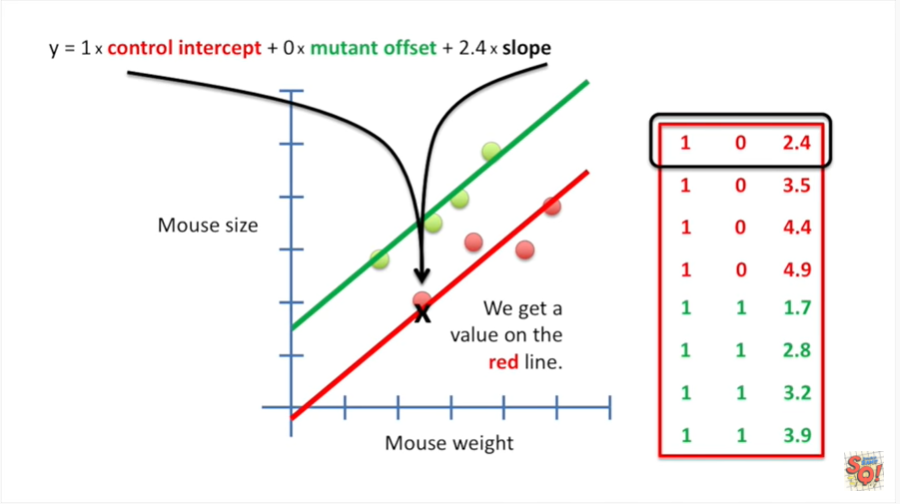 y = 1 x control intercept + 0 x mutant offset + 2.4 x slope
Mouse size
X
We get a
value on the
red line.
Mouse weight
1 0 2.4
1 0 3.5
1 0 4.4
1 0 4.9
1 1 1.7
1 1 2.8
1 1 3.2
1 1 3.9
SQ!